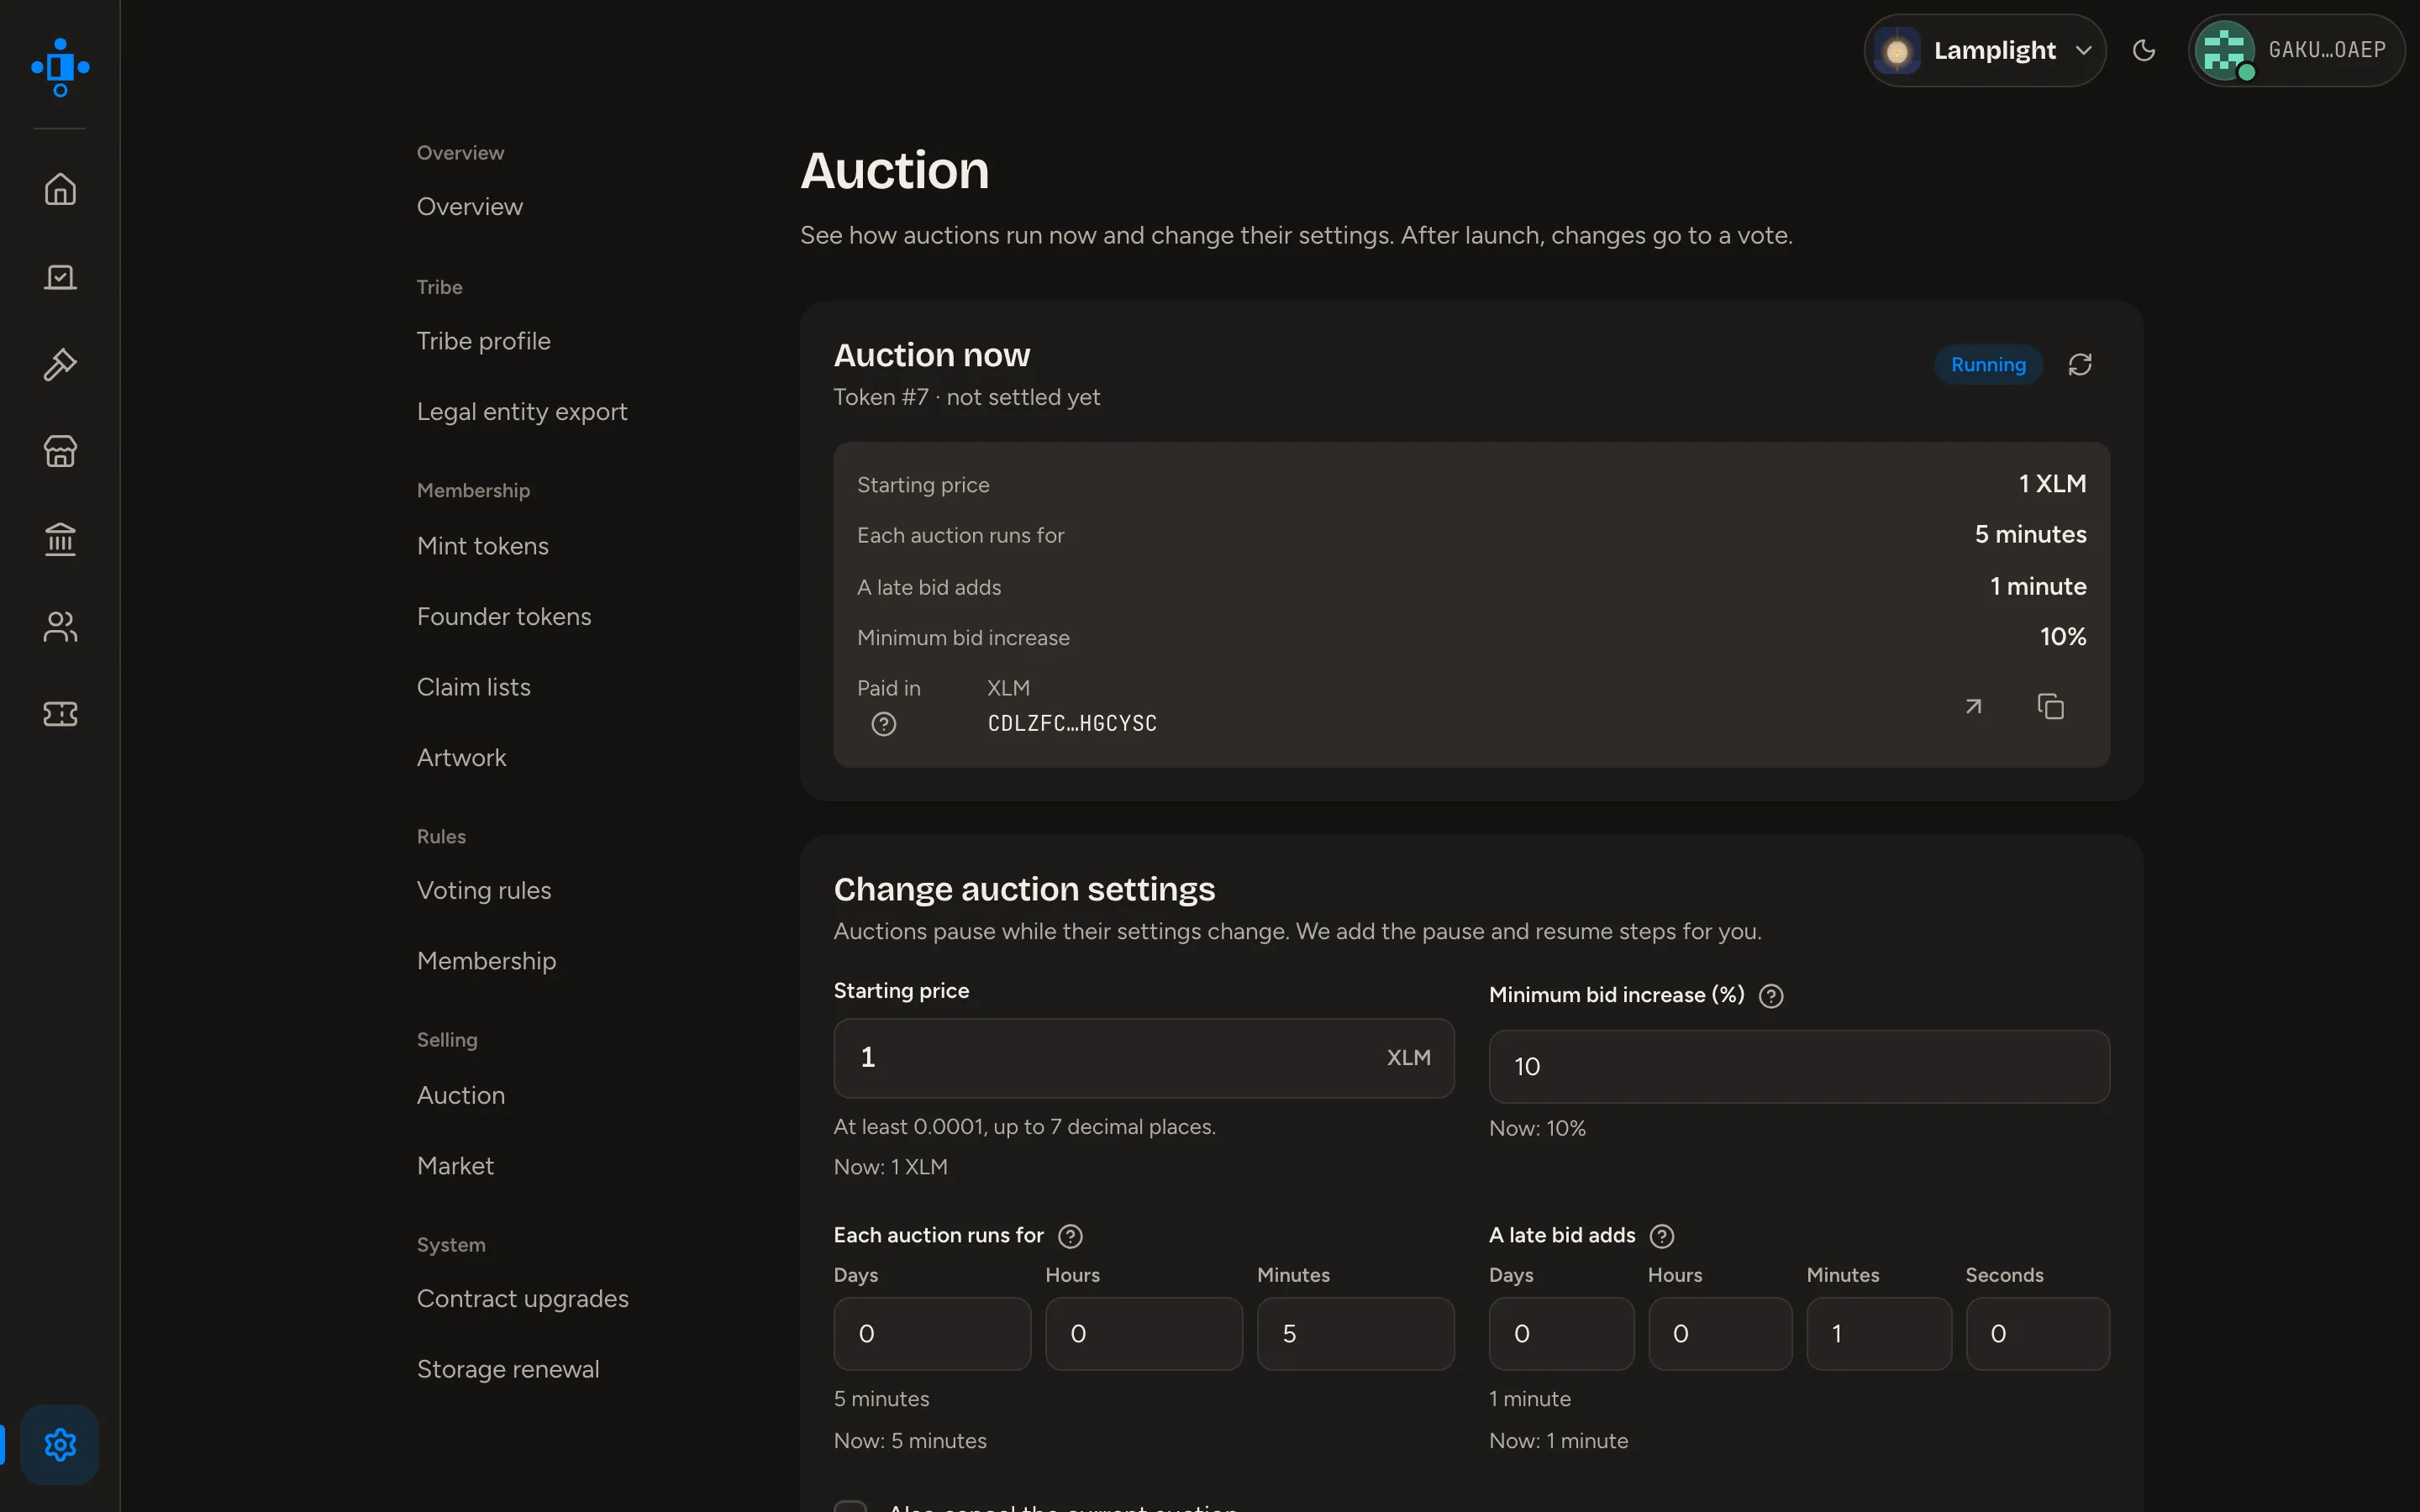 Lamplight
GAKU…OAEP
Overview
Overview
Tribe
Tribe profile
Legal entity export
Membership
Mint tokens
Founder tokens
Claim lists
Artwork
Rules
Voting rules
Membership
Selling
Auction
Market
System
Contract upgrades
Storage renewal
Auction
See how auctions run now and change their settings. After launch, changes go to a vote.
Auction now
Running
Token #7 · not settled yet
Starting price 1 XLM
Each auction runs for 5 minutes
A late bid adds 1 minute
Minimum bid increase 10%
Paid in XLM
CDLZFC…HGCYSC
Change auction settings
Auctions pause while their settings change. We add the pause and resume steps for you.
Starting price
1 XLM
At least 0.0001, up to 7 decimal places.
Now: 1 XLM
Minimum bid increase (%)
10
Now: 10%
Each auction runs for
Days Hours Minutes
0 0 5
5 minutes
Now: 5 minutes
A late bid adds
Days Hours Minutes Seconds
0 0 1 0
1 minute
Now: 1 minute
Also cancel the current auction